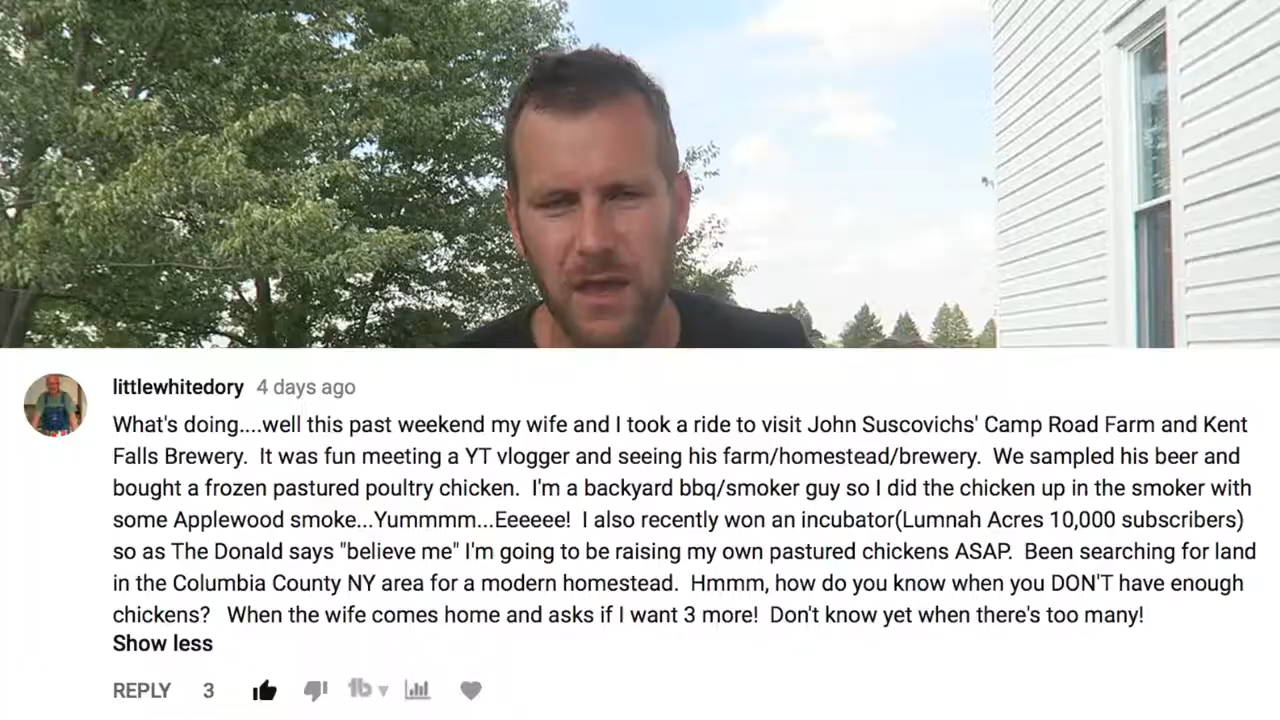 littlewhitedory 4 days ago
What's doing....well this past weekend my wife and I took a ride to visit John Suscovichs' Camp Road Farm and Kent
Falls Brewery.  It was fun meeting a YT vlogger and seeing his farm/homestead/brewery.  We sampled his beer and
bought a frozen pastured poultry chicken.  I'm a backyard bbq/smoker guy so I did the chicken up in the smoker with
some Applewood smoke...Yummmm...Eeeeee!  I also recently won an incubator(Lumnah Acres 10,000 subscribers)
so as The Donald says "believe me" I'm going to be raising my own pastured chickens ASAP.  Been searching for land
in the Columbia County NY area for a modern homestead.  Hmmm, how do you know when you DON'T have enough
chickens?   When the wife comes home and asks if I want 3 more!  Don't know yet when there's too many!
Show less
REPLY 3 tb